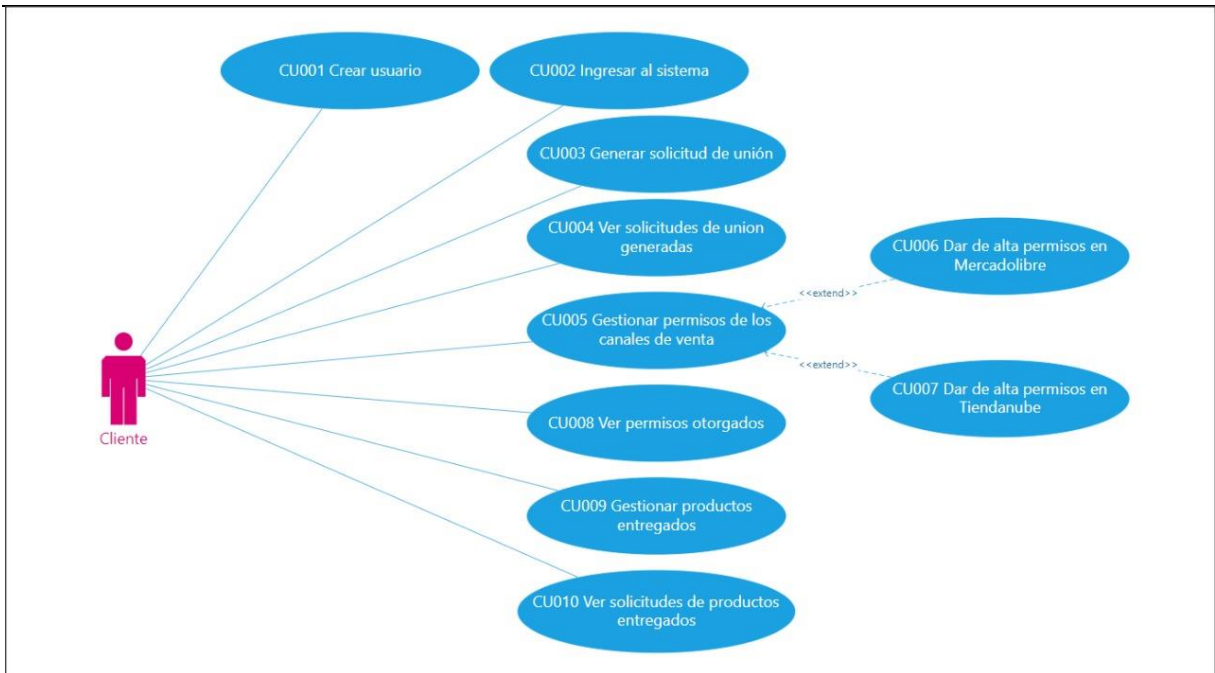 CU001 Crear usuario
CU002 Ingresar al sistema
CU003 Generar solicitud de unión
CU004 Ver solicitudes de union
generadas
CU006 Dar de alta permisos en
Mercadolibre
<<extend>>
CU005 Gestionar permisos de los
canales de venta
<<extend>>
CU007 Dar de alta permisos en
Tiendanube
Cliente
CU008 Ver permisos otorgados
CU009 Gestionar productos
entregados
CU010 Ver solicitudes de productos
entregados